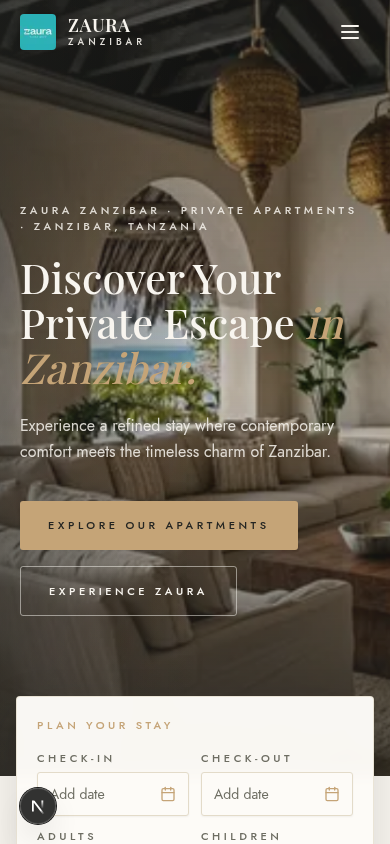 zaura
ZAURA
ZANZIBAR
ZAURA ZANZIBAR · PRIVATE APARTMENTS
· ZANZIBAR, TANZANIA
Discover Your
Private Escape in
Zanzibar.
Experience a refined stay where contemporary
comfort meets the timeless charm of Zanzibar.
EXPLORE OUR APARTMENTS
EXPERIENCE ZAURA
PLAN YOUR STAY
CHECK-IN
CHECK-OUT
Add date
Add date
N
ADULTS
CHILDREN